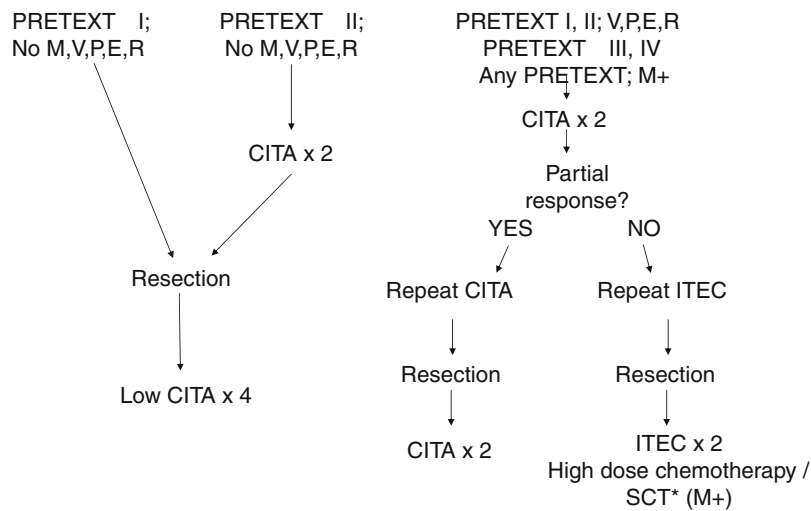 PRETEXT I;
No M,V,P,E,R
PRETEXT II;
No M,V,P,E,R
CITA x 2
Resection
Low CITA x 4
PRETEXT I, II; V,P,E,R
PRETEXT III, IV
Any PRETEXT; M+
CITA x 2
Partial
response?
YES
NO
Repeat CITA
Repeat ITEC
Resection
Resection
CITA x 2
ITEC x 2
High dose chemotherapy /
SCT* (M+)